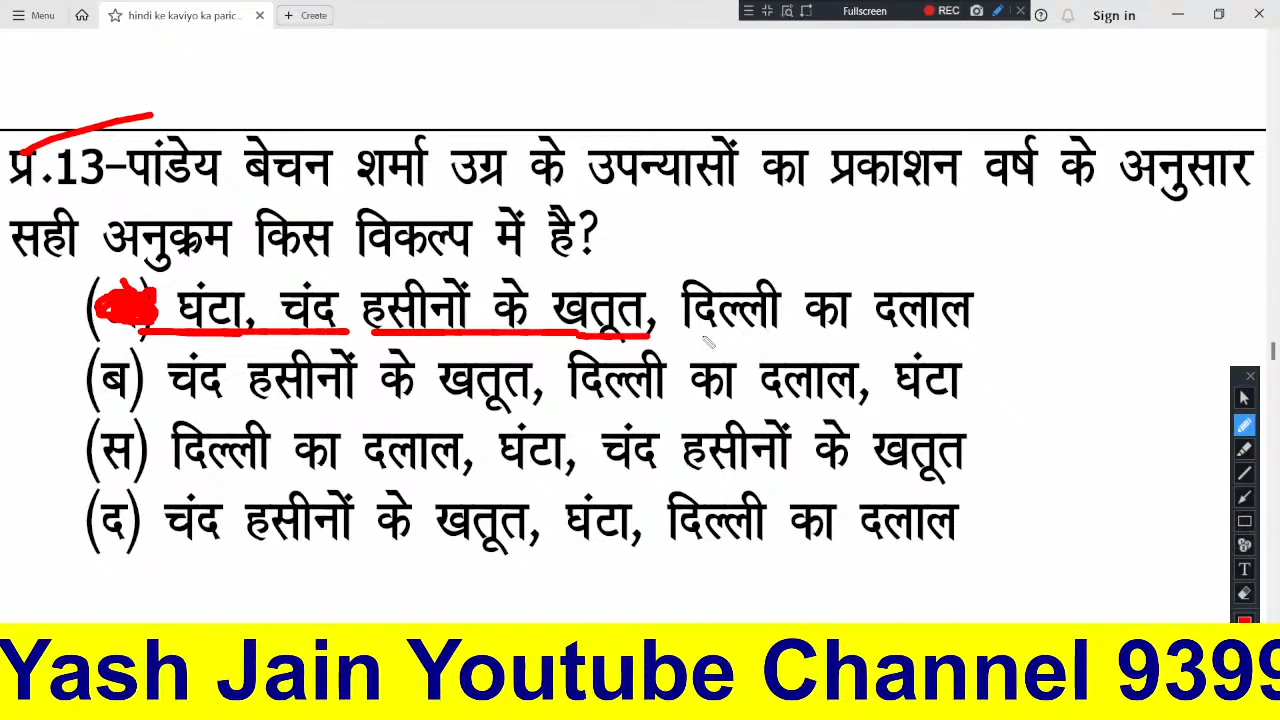 Menu
hindi ke kaviyo ka paric...
Create
Fullscreen
REC
Sign in
प्र.13-पांडेय बेचन शर्मा उग्र के उपन्यासों का प्रकाशन वर्ष के अनुसार
सही अनुक्रम किस विकल्प में है?
घंटा, चंद हसीनों के खतूत, दिल्ली का दलाल
(ब) चंद हसीनों के खतूत, दिल्ली का दलाल, घंटा
(स) दिल्ली का दलाल, घंटा, चंद हसीनों के खतूत
(द) चंद हसीनों के खतूत, घंटा, दिल्ली का दलाल
Yash Jain Youtube Channel 9399